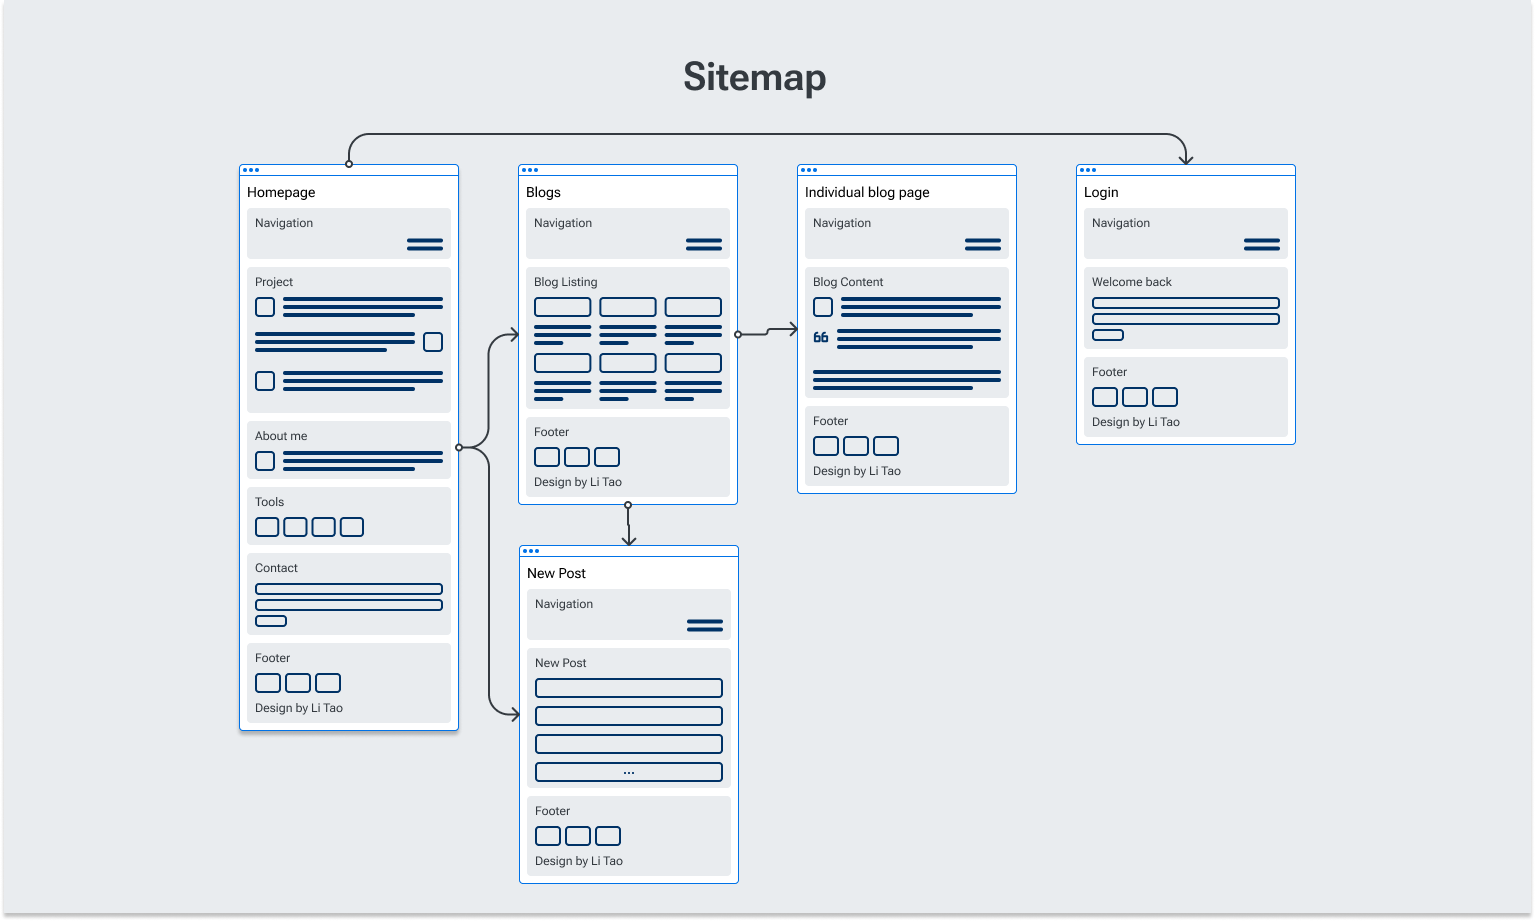 Sitemap
Homepage
Navigation
Project
About me
Tools
Contact
Footer
Design by Li Tao
Blogs
Navigation
Blog Listing
Footer
Design by Li Tao
Individual blog page
Navigation
Blog Content
Footer
Design by Li Tao
Login
Navigation
Welcome back
Footer
Design by Li Tao
New Post
Navigation
New Post
...
Footer
Design by Li Tao